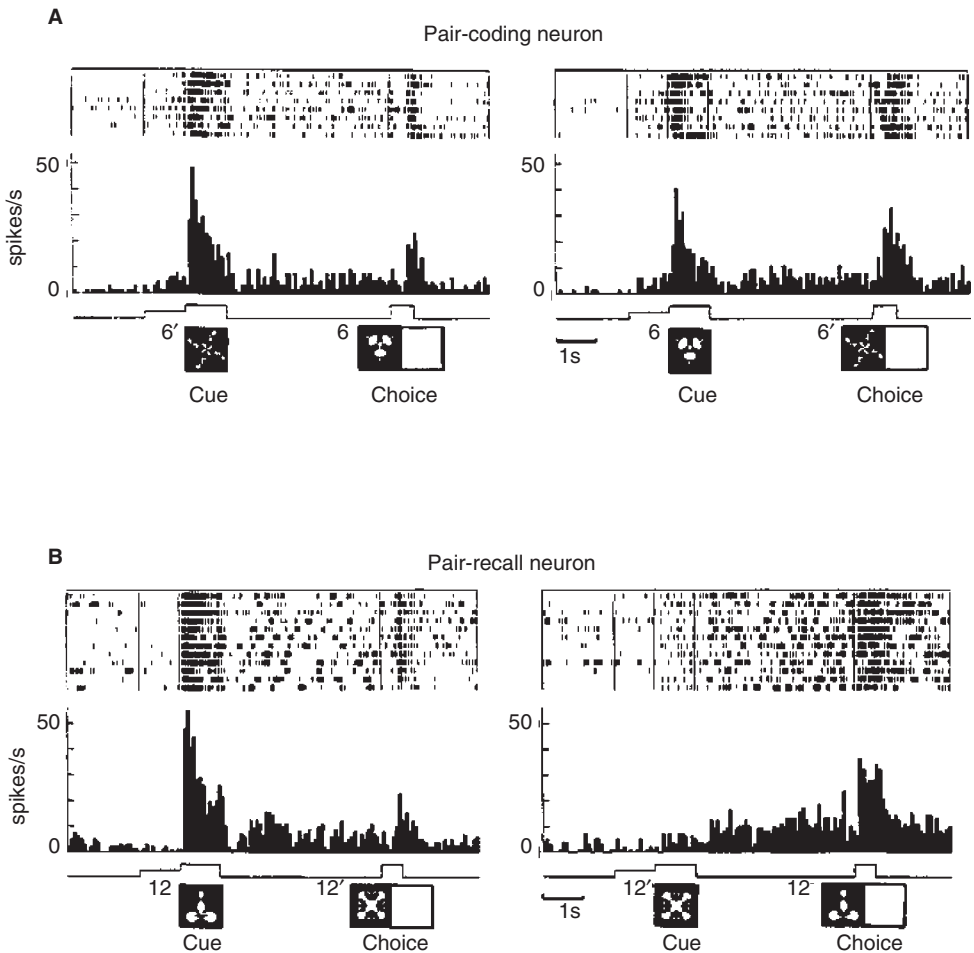 A
Pair-coding neuron
50
50
spikes/s
0
0
6′
6
6
6′
1s
Cue
Choice
Cue
Choice
B
Pair-recall neuron
50
50
spikes/s
0
0
12
12′
12′
12
1s
Cue
Choice
Cue
Choice